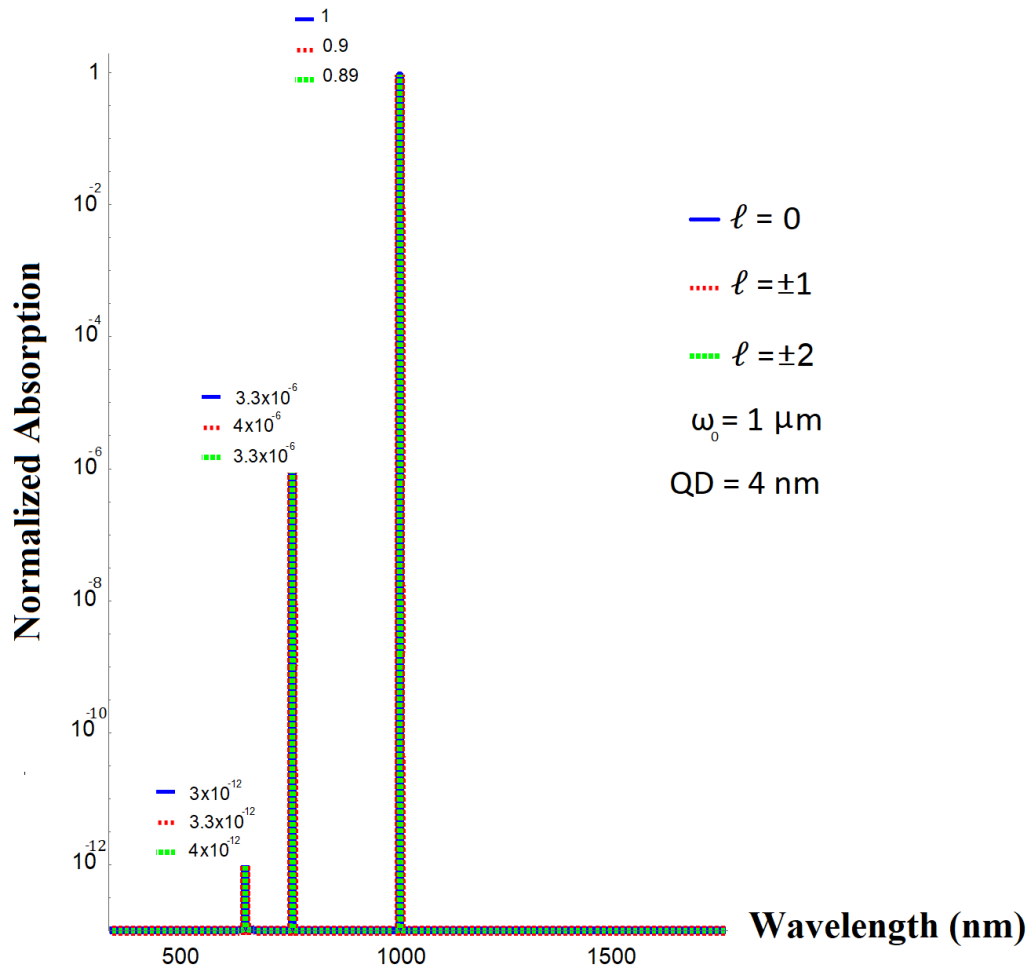 1
0.9
0.89
1
10⁻²
10⁻⁴
10⁻⁶
10⁻⁸
10⁻¹⁰
10⁻¹²
Normalized Absorption
ℓ = 0
ℓ =±1
ℓ =±2
ω₀ = 1 μm
QD = 4 nm
3.3x10⁻⁶
4x10⁻⁶
3.3x10⁻⁶
3x10⁻¹²
3.3x10⁻¹²
4x10⁻¹²
Wavelength (nm)
500 1000 1500